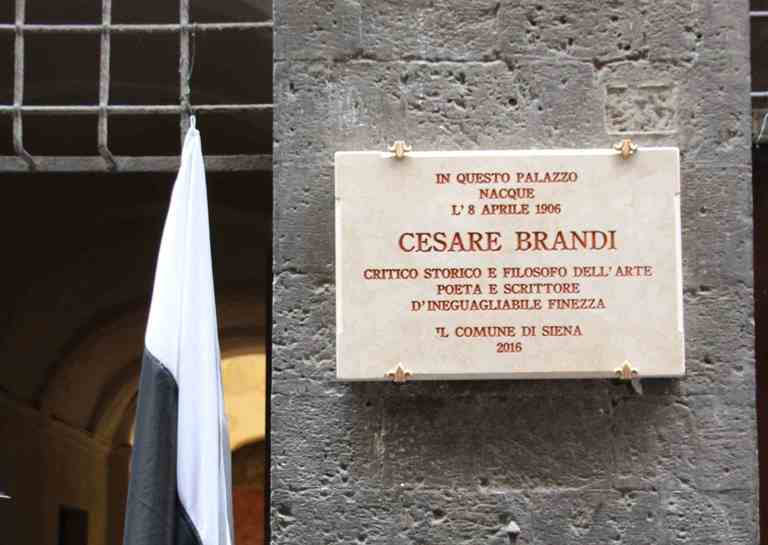 IN QUESTO PALAZZO
NACQUE
L'8 APRILE 1906
CESARE BRANDI
CRITICO STORICO E FILOSOFO DELL'ARTE
POETA E SCRITTORE
D'INEGUAGLIABILE FINEZZA
IL COMUNE DI SIENA
2016